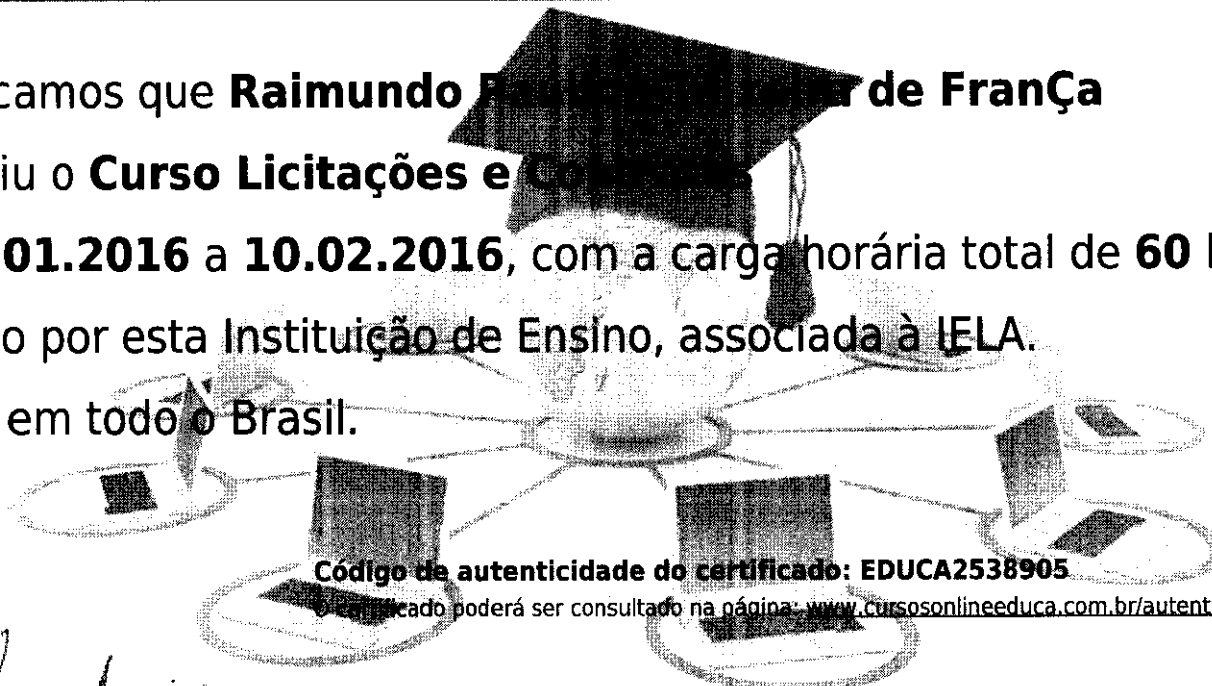 camos que Raimundo de FranÇa
iu o Curso Licitações e
01.2016 a 10.02.2016, com a carga horária total de 60
o por esta Instituição de Ensino, associada à IELA.
em todo o Brasil.
Código de autenticidade do certificado: EDUCA2538905
O certificado poderá ser consultado na página: www.cursosonlineeduca.com.br/autent